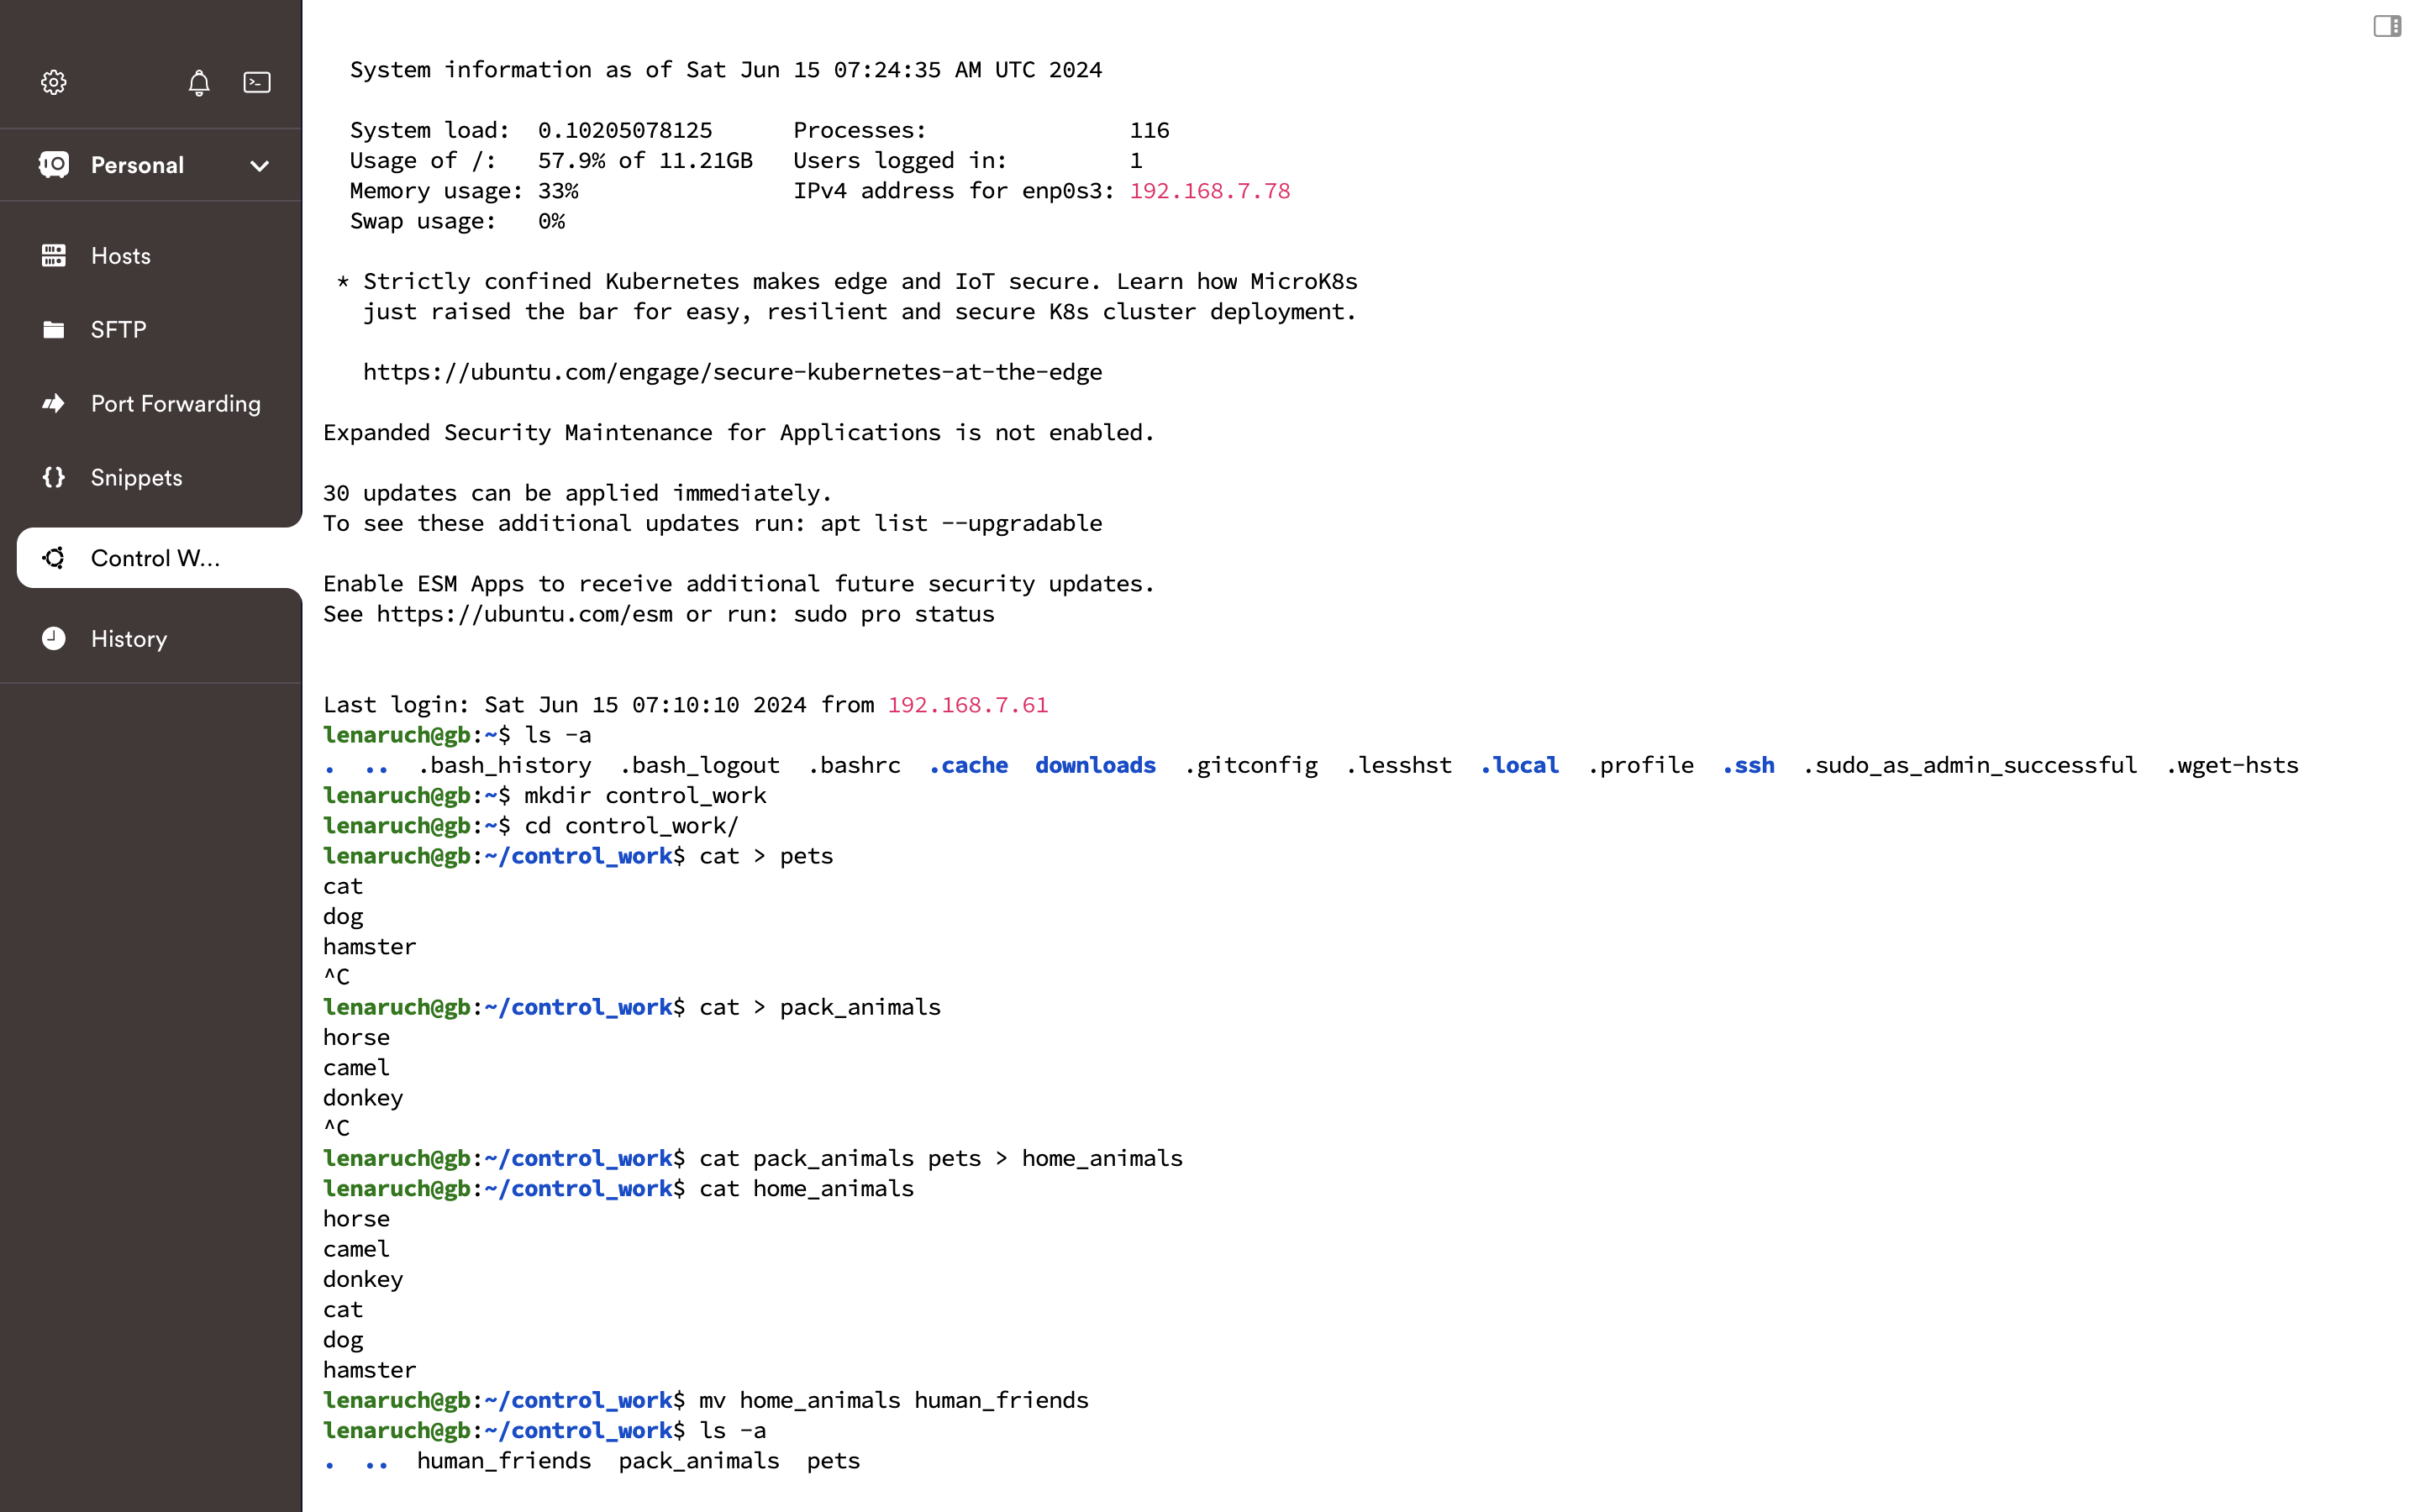 Personal
Hosts
SFTP
Port Forwarding
Snippets
Control W...
History
System information as of Sat Jun 15 07:24:35 AM UTC 2024
System load:  0.10205078125      Processes:               116
Usage of /:   57.9% of 11.21GB   Users logged in:         1
Memory usage: 33%                IPv4 address for enp0s3: 192.168.7.78
Swap usage:   0%
* Strictly confined Kubernetes makes edge and IoT secure. Learn how MicroK8s
just raised the bar for easy, resilient and secure K8s cluster deployment.
https://ubuntu.com/engage/secure-kubernetes-at-the-edge
Expanded Security Maintenance for Applications is not enabled.
30 updates can be applied immediately.
To see these additional updates run: apt list --upgradable
Enable ESM Apps to receive additional future security updates.
See https://ubuntu.com/esm or run: sudo pro status
Last login: Sat Jun 15 07:10:10 2024 from 192.168.7.61
lenaruch@gb:~$ ls -a
.  ..  .bash_history  .bash_logout  .bashrc  .cache  downloads  .gitconfig  .lesshst  .local  .profile  .ssh  .sudo_as_admin_successful  .wget-hsts
lenaruch@gb:~$ mkdir control_work
lenaruch@gb:~$ cd control_work/
lenaruch@gb:~/control_work$ cat > pets
cat
dog
hamster
^C
lenaruch@gb:~/control_work$ cat > pack_animals
horse
camel
donkey
^C
lenaruch@gb:~/control_work$ cat pack_animals pets > home_animals
lenaruch@gb:~/control_work$ cat home_animals
horse
camel
donkey
cat
dog
hamster
lenaruch@gb:~/control_work$ mv home_animals human_friends
lenaruch@gb:~/control_work$ ls -a
.  ..  human_friends  pack_animals  pets